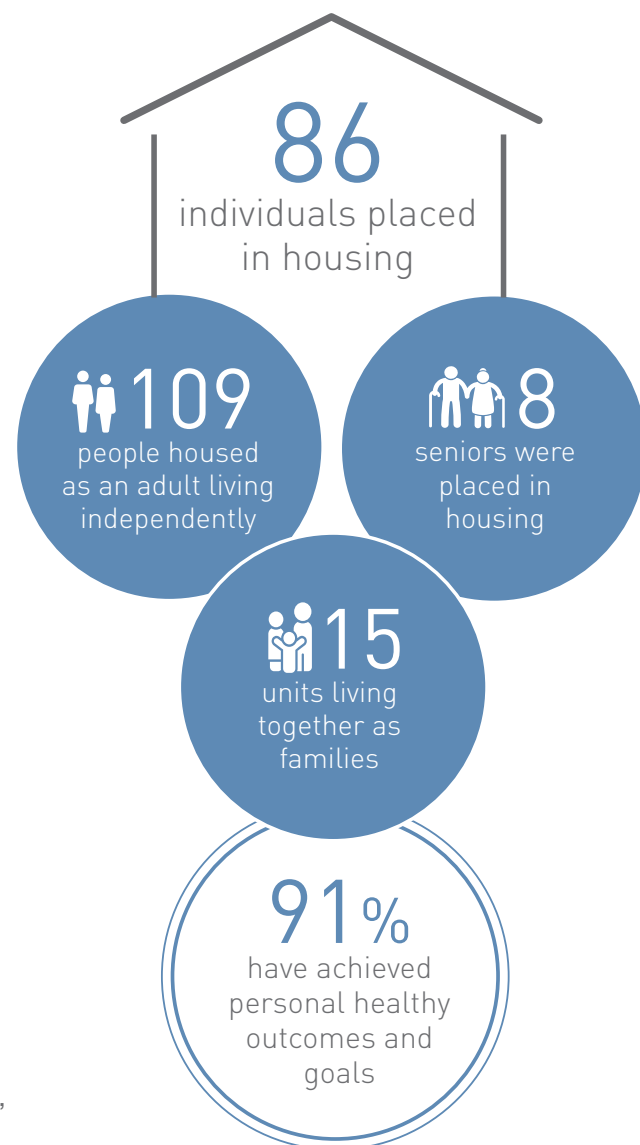 86
individuals placed
in housing
109
people housed
as an adult living
independently
8
seniors were
placed in
housing
15
units living
together as
families
91%
have achieved
personal healthy
outcomes and
goals
,